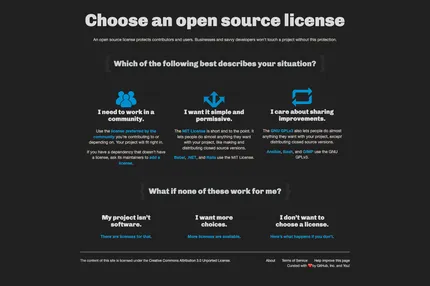 Choose an open source license
An open source license protects contributors and users. Businesses and savvy developers won't touch a project without this protection.
Which of the following best describes your situation?
I need to work in a
community.
Use the license preferred by the
community you're contributing to or
depending on. Your project will fit right in.
If you have a dependency that doesn't have
a license, ask its maintainers to add a
license.
I want it simple and
permissive.
The MIT License is short and to the point. It lets
people do almost anything they want with
your project, like making and
distributing closed source versions.
Babel, .NET, and Rails use the MIT License.
I care about sharing
improvements.
The GNU GPLv3 also lets people do almost
anything they want with your project, except
distributing closed source versions.
Ansible, Bash, and GIMP use the GNU
GPLv3.
What if none of these work for me?
My project isn't
software.
There are licenses for that.
I want more
choices.
More licenses are available.
I don't want to
choose a license.
Here's what happens if you don't.
The content of this site is licensed under the Creative Commons Attribution 3.0 Unported License.
About Terms of Service Help improve this page
Curated with ❤ by GitHub, Inc. and You!